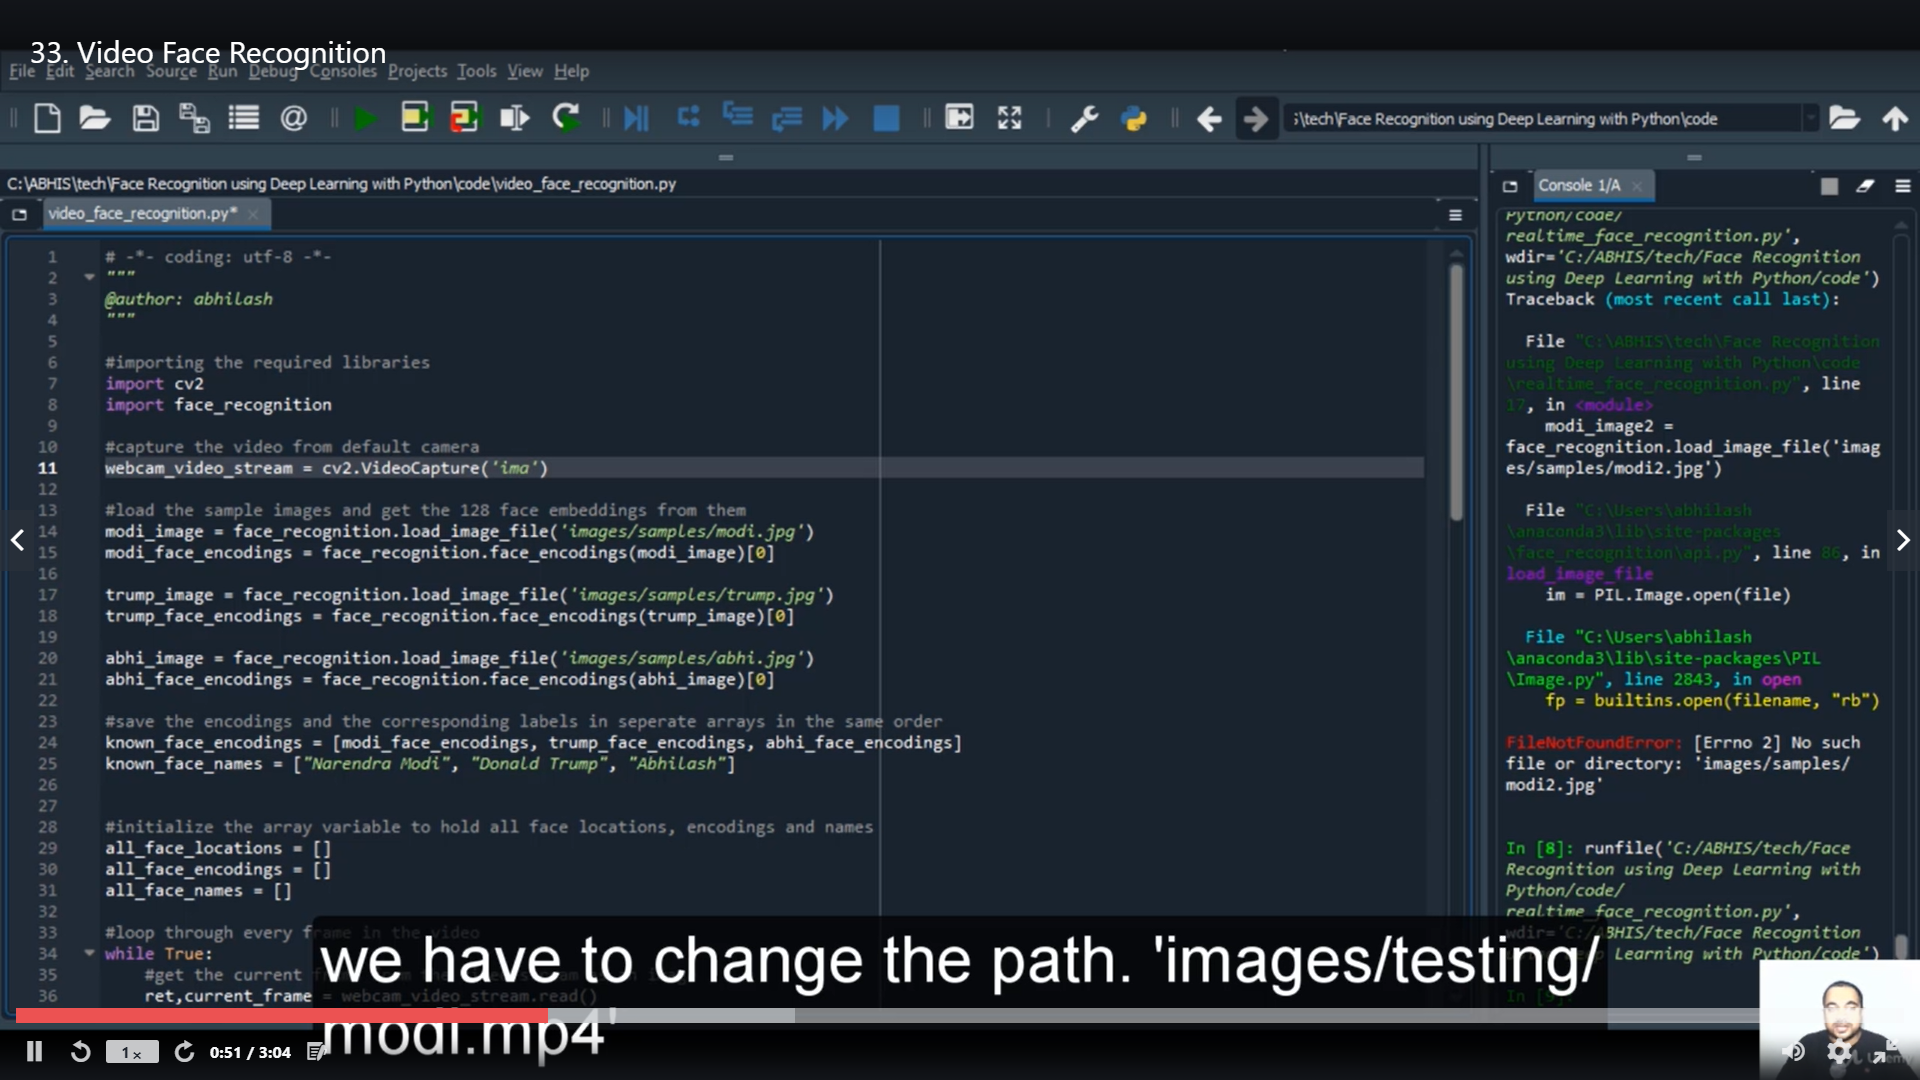 33. Video Face Recognition
File Edit Search Source Run Debug Consoles Projects Tools View Help
:\tech\Face Recognition using Deep Learning with Python\code
C:\ABHIS\tech\Face Recognition using Deep Learning with Python\code\video_face_recognition.py
video_face_recognition.py*
1 # -*- coding: utf-8 -*-
2 """
3 @author: abhilash
4 """
5
6 #importing the required libraries
7 import cv2
8 import face_recognition
9
10 #capture the video from default camera
11 webcam_video_stream = cv2.VideoCapture('ima')
12
13 #load the sample images and get the 128 face embeddings from them
14 modi_image = face_recognition.load_image_file('images/samples/modi.jpg')
15 modi_face_encodings = face_recognition.face_encodings(modi_image)[0]
16
17 trump_image = face_recognition.load_image_file('images/samples/trump.jpg')
18 trump_face_encodings = face_recognition.face_encodings(trump_image)[0]
19
20 abhi_image = face_recognition.load_image_file('images/samples/abhi.jpg')
21 abhi_face_encodings = face_recognition.face_encodings(abhi_image)[0]
22
23 #save the encodings and the corresponding labels in seperate arrays in the same order
24 known_face_encodings = [modi_face_encodings, trump_face_encodings, abhi_face_encodings]
25 known_face_names = ["Narendra Modi", "Donald Trump", "Abhilash"]
26
27
28 #initialize the array variable to hold all face locations, encodings and names
29 all_face_locations = []
30 all_face_encodings = []
31 all_face_names = []
32
33 #loop through every frame in the video
34 while True:
35 #get the current
36 ret,current_frame = webcam_video_stream.read()
Console 1/A
Python/code/
realtime_face_recognition.py',
wdir='C:/ABHIS/tech/Face Recognition
using Deep Learning with Python/code')
Traceback (most recent call last):
File "C:\ABHIS\tech\Face Recognition
using Deep Learning with Python\code
\realtime_face_recognition.py", line
17, in <module>
modi_image2 =
face_recognition.load_image_file('imag
es/samples/modi2.jpg')
File "C:\Users\abhilash
\anaconda3\lib\site-packages
\face_recognition\api.py", line 86, in
load_image_file
im = PIL.Image.open(file)
File "C:\Users\abhilash
\anaconda3\lib\site-packages\PIL
\Image.py", line 2843, in open
fp = builtins.open(filename, "rb")
FileNotFoundError: [Errno 2] No such
file or directory: 'images/samples/
modi2.jpg'
In [8]: runfile('C:/ABHIS/tech/Face
Recognition using Deep Learning with
Python/code/
realtime_face_recognition.py',
wdir='C:/ABHIS/tech/Face Recognition
Deep Learning with Python/code')
In [9]:
we have to change the path. 'images/testing/
modi.mp4'
1x 0:51 / 3:04